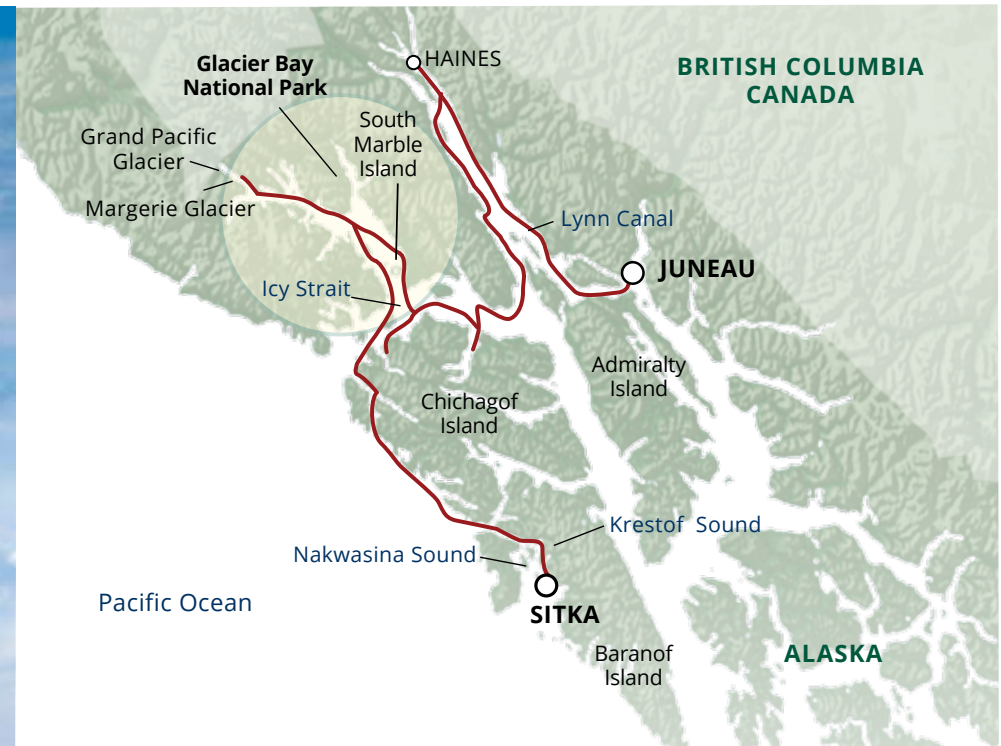 HAINES
Glacier Bay
National Park
BRITISH COLUMBIA
CANADA
South
Marble
Island
Grand Pacific
Glacier
Margerie Glacier
Lynn Canal
JUNEAU
Icy Strait
Admiralty
Island
Chichagof
Island
Krestof Sound
Nakwasina Sound
Pacific Ocean
SITKA
Baranof
Island
ALASKA